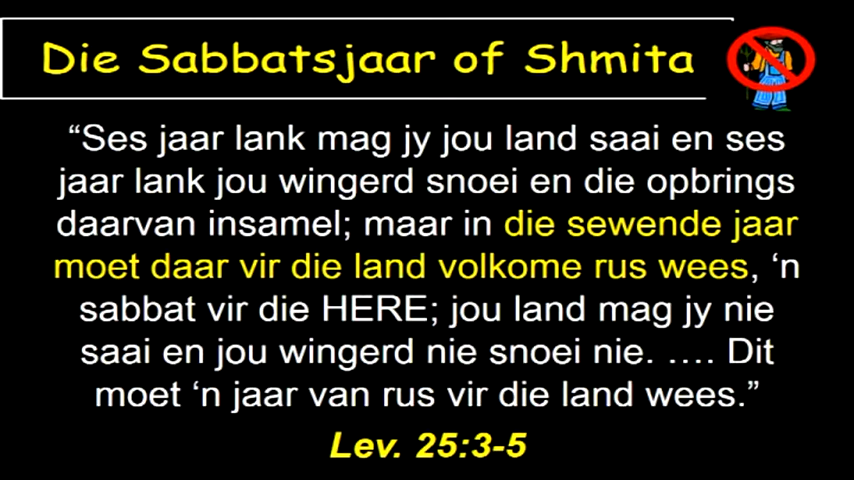 Die Sabbatsjaar of Shmita
“Ses jaar lank mag jy jou land saai en ses
jaar lank jou wingerd snoei en die opbrings
daarvan insamel; maar in die sewende jaar
moet daar vir die land volkome rus wees, ‘n
sabbat vir die HERE; jou land mag jy nie
saai en jou wingerd nie snoei nie. …. Dit
moet ‘n jaar van rus vir die land wees.”
Lev. 25:3-5